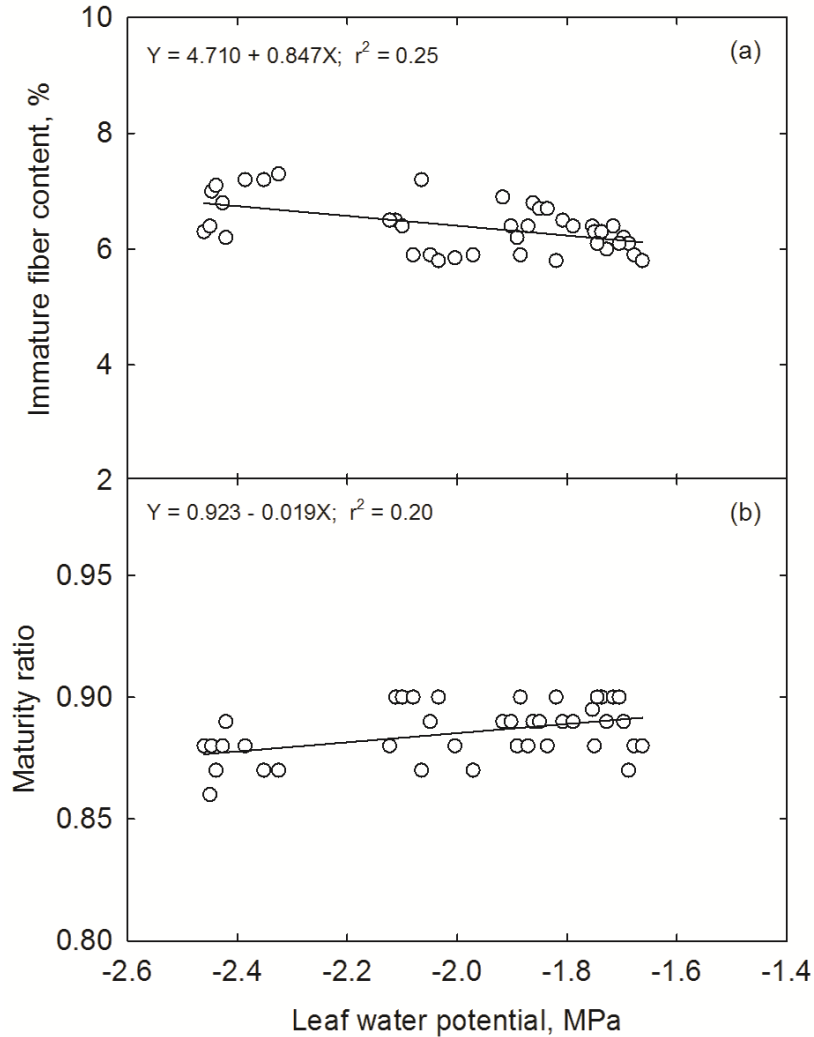 10
Y = 4.710 + 0.847X; r² = 0.25
(a)
8
Immature fiber content, %
6
4
2
Y = 0.923 - 0.019X; r² = 0.20
(b)
0.95
Maturity ratio
0.90
0.85
0.80
-2.6 -2.4 -2.2 -2.0 -1.8 -1.6 -1.4
Leaf water potential, MPa